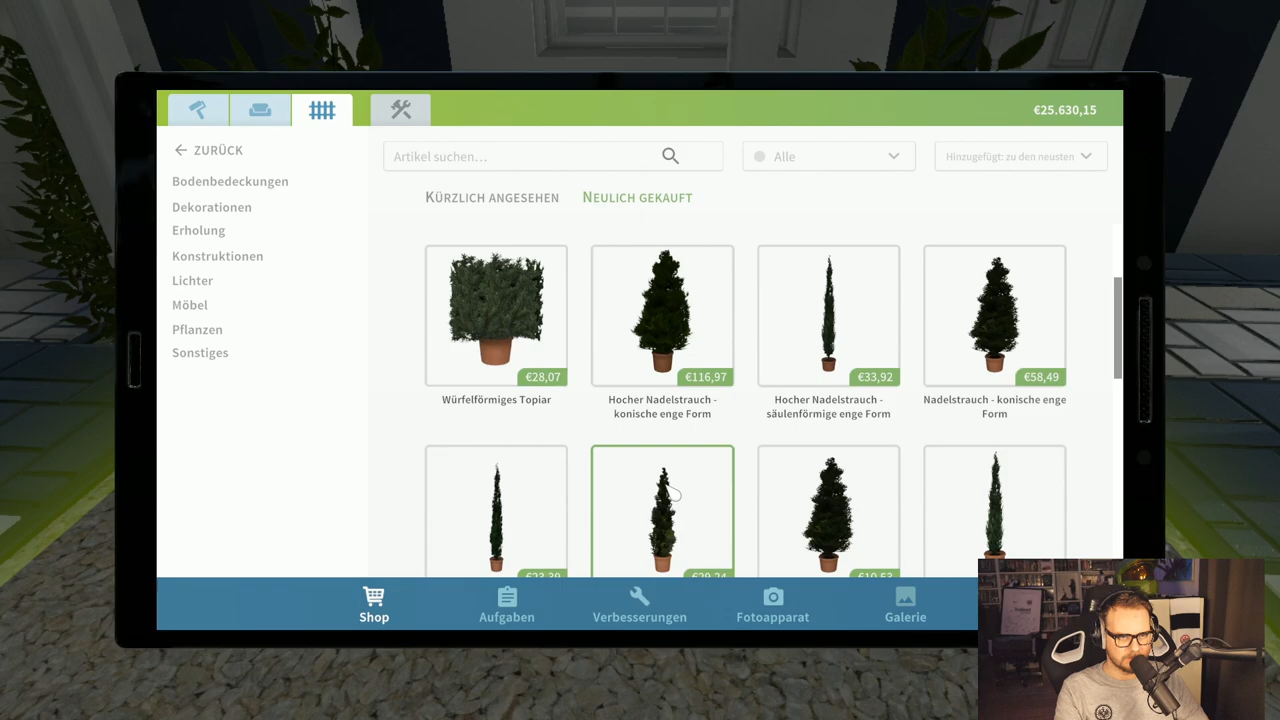 €25.630,15
ZURÜCK
Artikel suchen...
Alle
Hinzugefügt: zu den neusten
Bodenbedeckungen
Dekorationen
Erholung
Konstruktionen
Lichter
Möbel
Pflanzen
Sonstiges
KÜRZLICH ANGESEHEN
NEULICH GEKAUFT
€28,07
€116,97
€33,92
€58,49
Würfelförmiges Topiar
Hocher Nadelstrauch -
konische enge Form
Hocher Nadelstrauch -
säulenförmige enge Form
Nadelstrauch - konische enge
Form
Shop
Aufgaben
Verbesserungen
Fotoapparat
Galerie